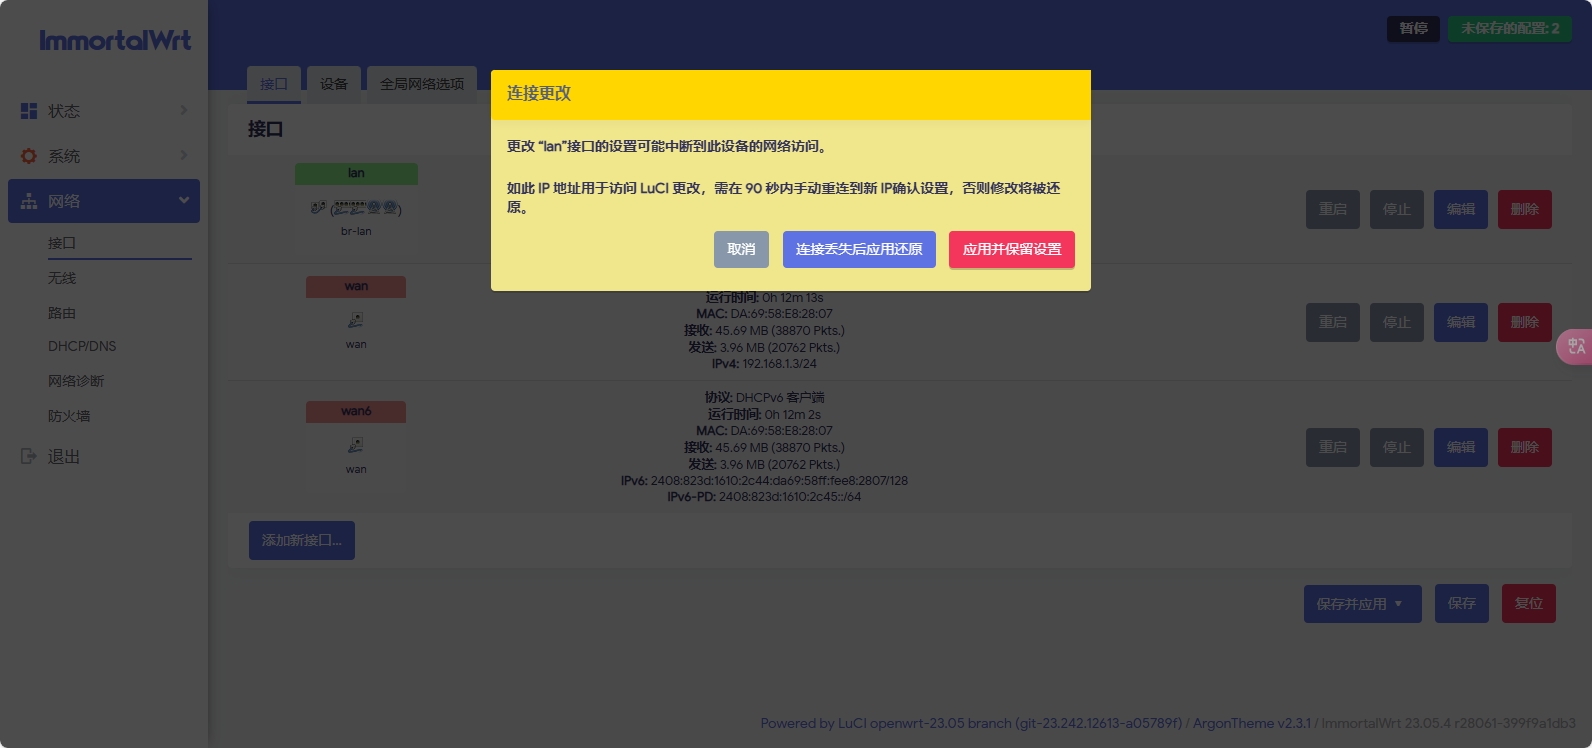 ImmortalWrt
暂停
未保存的配置: 2
状态
系统
网络
接口
无线
路由
DHCP/DNS
网络诊断
防火墙
退出
接口
设备
全局网络选项
连接更改
更改 “lan”接口的设置可能中断到此设备的网络访问。
如此 IP 地址用于访问 LuCI 更改，需在 90 秒内手动重连到新 IP确认设置，否则修改将被还
原。
取消
连接丢失后应用还原
应用并保留设置
接口
lan
( )
br-lan
重启
停止
编辑
删除
wan
wan
运行时间: 0h 12m 13s
MAC: DA:69:58:E8:28:07
接收: 45.69 MB (38870 Pkts.)
发送: 3.96 MB (20762 Pkts.)
IPv4: 192.168.1.3/24
重启
停止
编辑
删除
wan6
wan
协议: DHCPv6 客户端
运行时间: 0h 12m 2s
MAC: DA:69:58:E8:28:07
接收: 45.69 MB (38870 Pkts.)
发送: 3.96 MB (20762 Pkts.)
IPv6: 2408:823d:1610:2c44:da69:58ff:fee8:2807/128
IPv6-PD: 2408:823d:1610:2c45::/64
重启
停止
编辑
删除
添加新接口...
保存并应用
保存
复位
中
A
Powered by LuCI openwrt-23.05 branch (git-23.242.12613-a05789f) / ArgonTheme v2.3.1 / ImmortalWrt 23.05.4 r28061-399f9a1db3